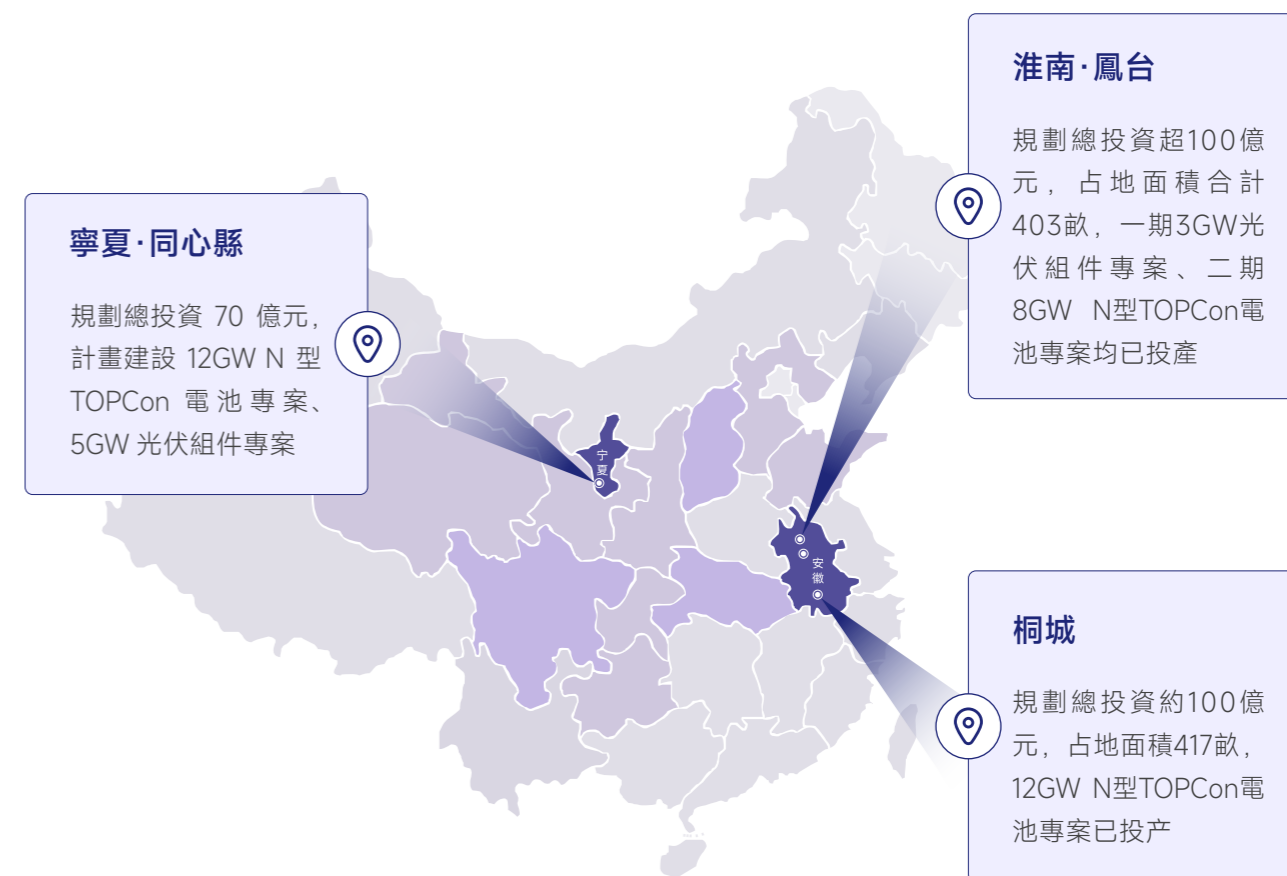 淮南·鳳台
規劃總投資超100億
元，占地面積合計
403畝，一期3GW光
伏組件專案、二期
8GW N型TOPCon電
池專案均已投產
寧夏·同心縣
規劃總投資 70 億元，
計畫建設 12GW N 型
TOPCon 電池專案、
5GW 光伏組件專案
宁
夏
安
徽
桐城
規劃總投資約100億
元，占地面積417畝，
12GW N型TOPCon電
池專案已投产